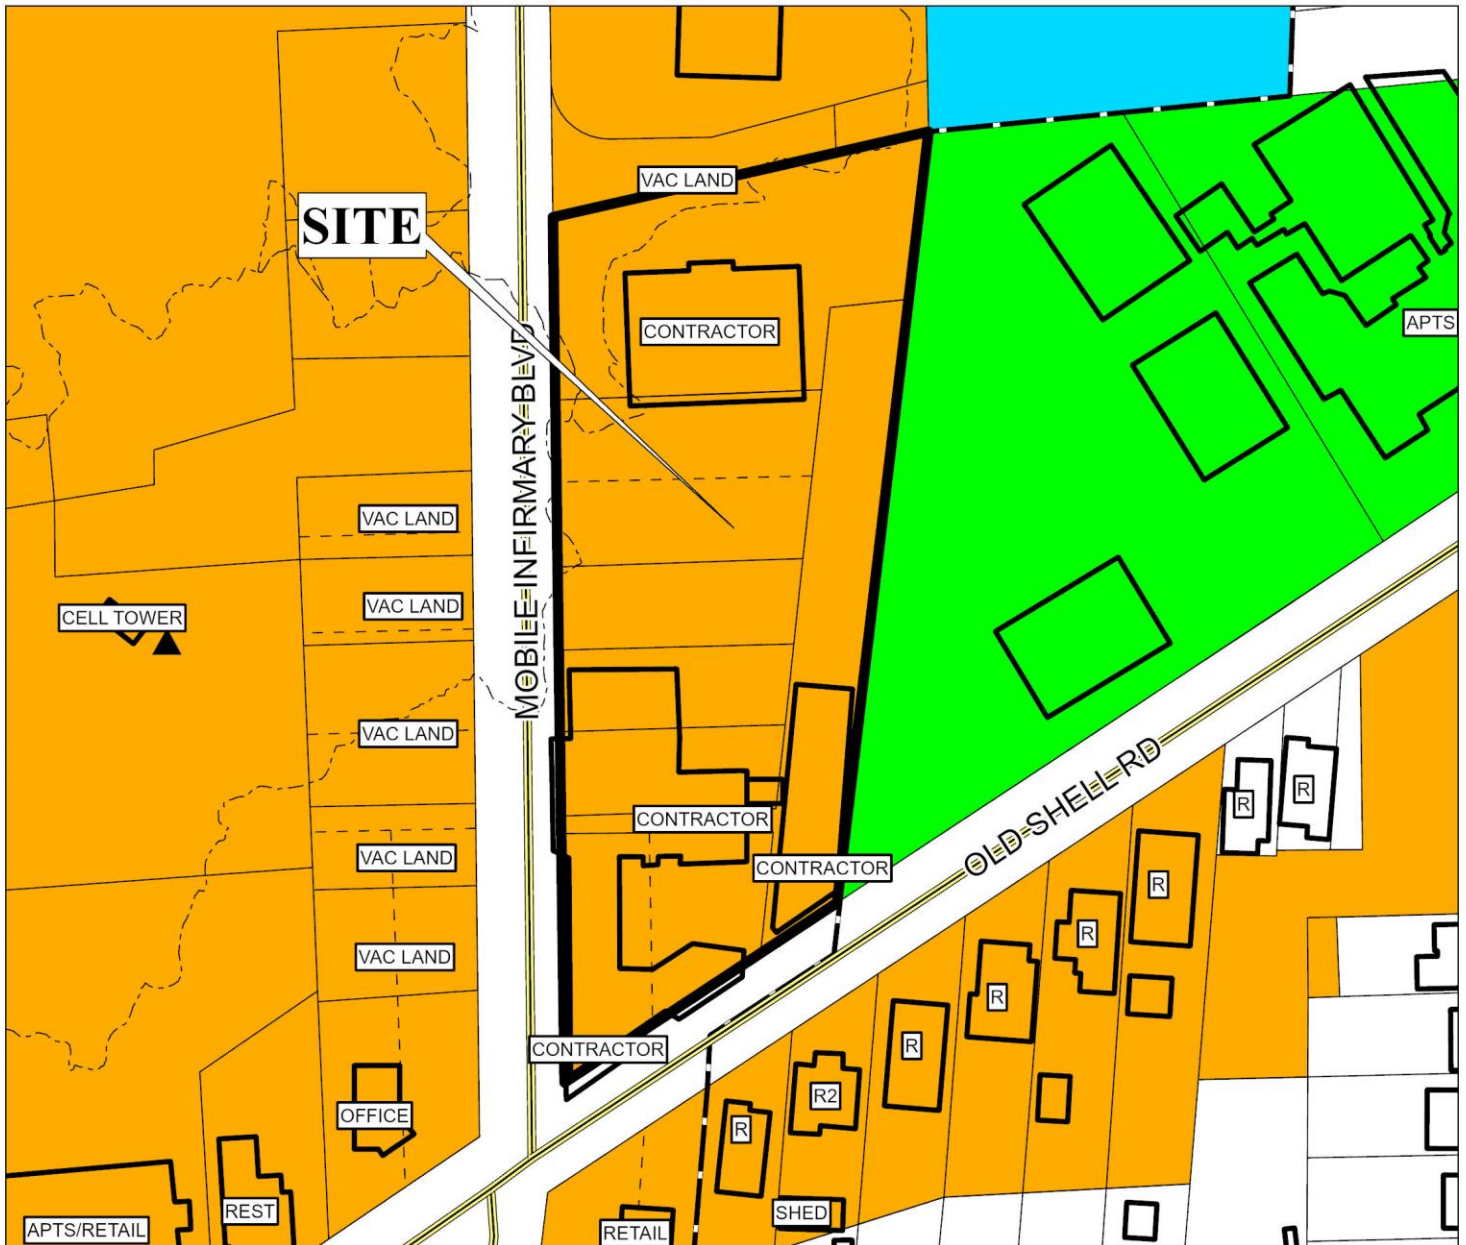 VAC LAND
SITE
CONTRACTOR
APTS
MOBILE INFIRMARY BLVD
VAC LAND
VAC LAND
CELL TOWER
VAC LAND
OLD SHELL RD
R
R
CONTRACTOR
VAC LAND
CONTRACTOR
R
R
VAC LAND
R
CONTRACTOR
R
R2
OFFICE
R
REST
SHED
APTS/RETAIL
RETAIL